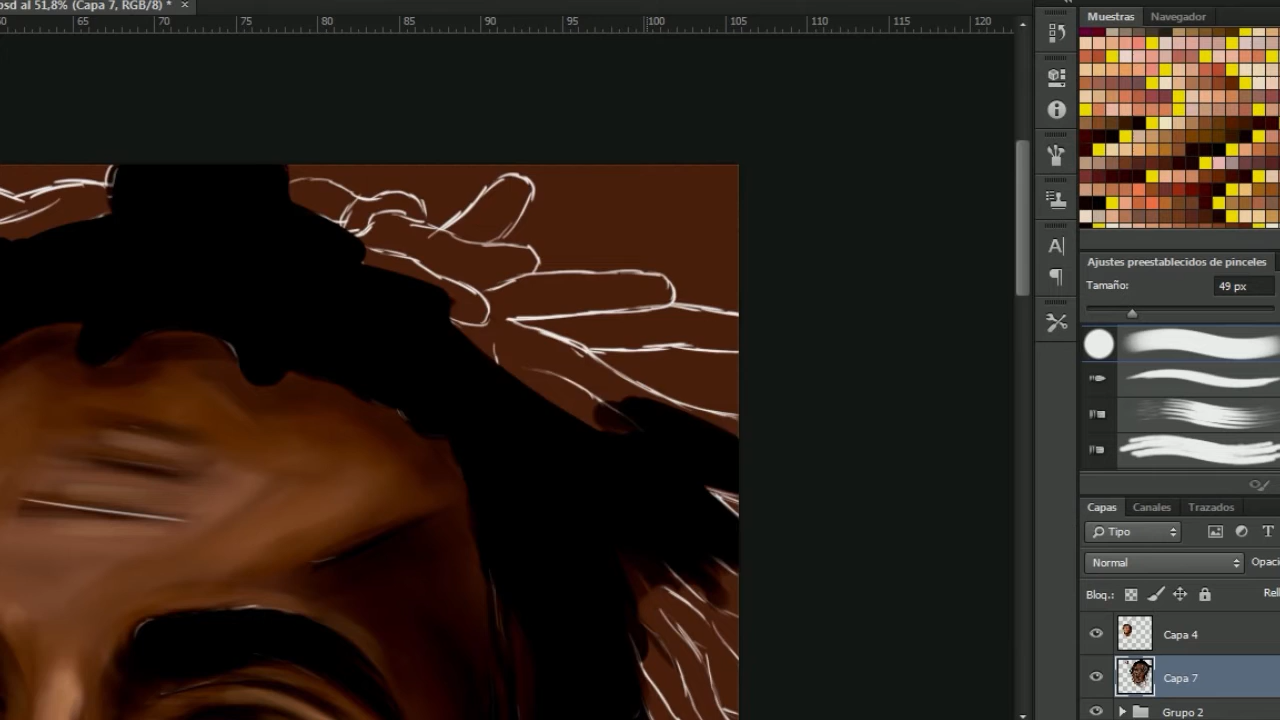 psd al 51,8% (Capa 7, RGB/8) * ×
65 70 75 80 85 90 95 100 105 110 115 120
Muestras Navegador
Ajustes preestablecidos de pinceles
Tamaño: 49 px
Capas Canales Trazados
Tipo T
Normal Opaci
Bloq.: Rel
Capa 4
Capa 7
Grupo 2